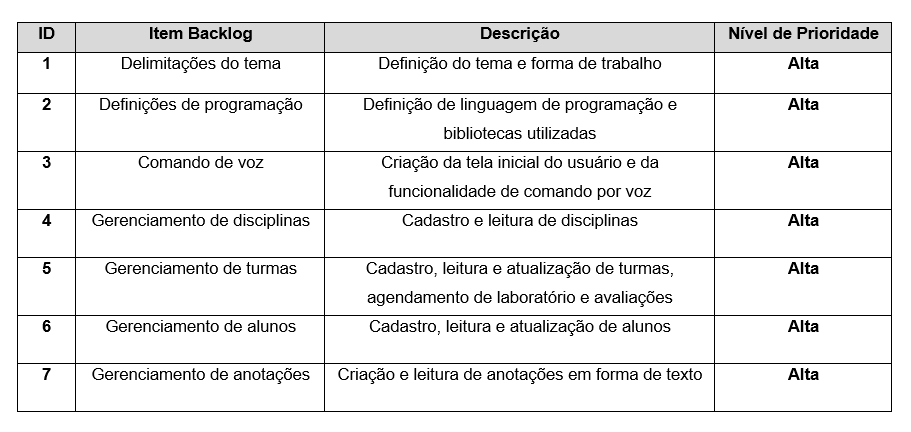 ID Item Backlog Descrição Nível de Prioridade
1 Delimitações do tema Definição do tema e forma de trabalho Alta
2 Definições de programação Definição de linguagem de programação e Alta
bibliotecas utilizadas
3 Comando de voz Criação da tela inicial do usuário e da Alta
funcionalidade de comando por voz
4 Gerenciamento de disciplinas Cadastro e leitura de disciplinas Alta
5 Gerenciamento de turmas Cadastro, leitura e atualização de turmas, Alta
agendamento de laboratório e avaliações
6 Gerenciamento de alunos Cadastro, leitura e atualização de alunos Alta
7 Gerenciamento de anotações Criação e leitura de anotações em forma de texto Alta